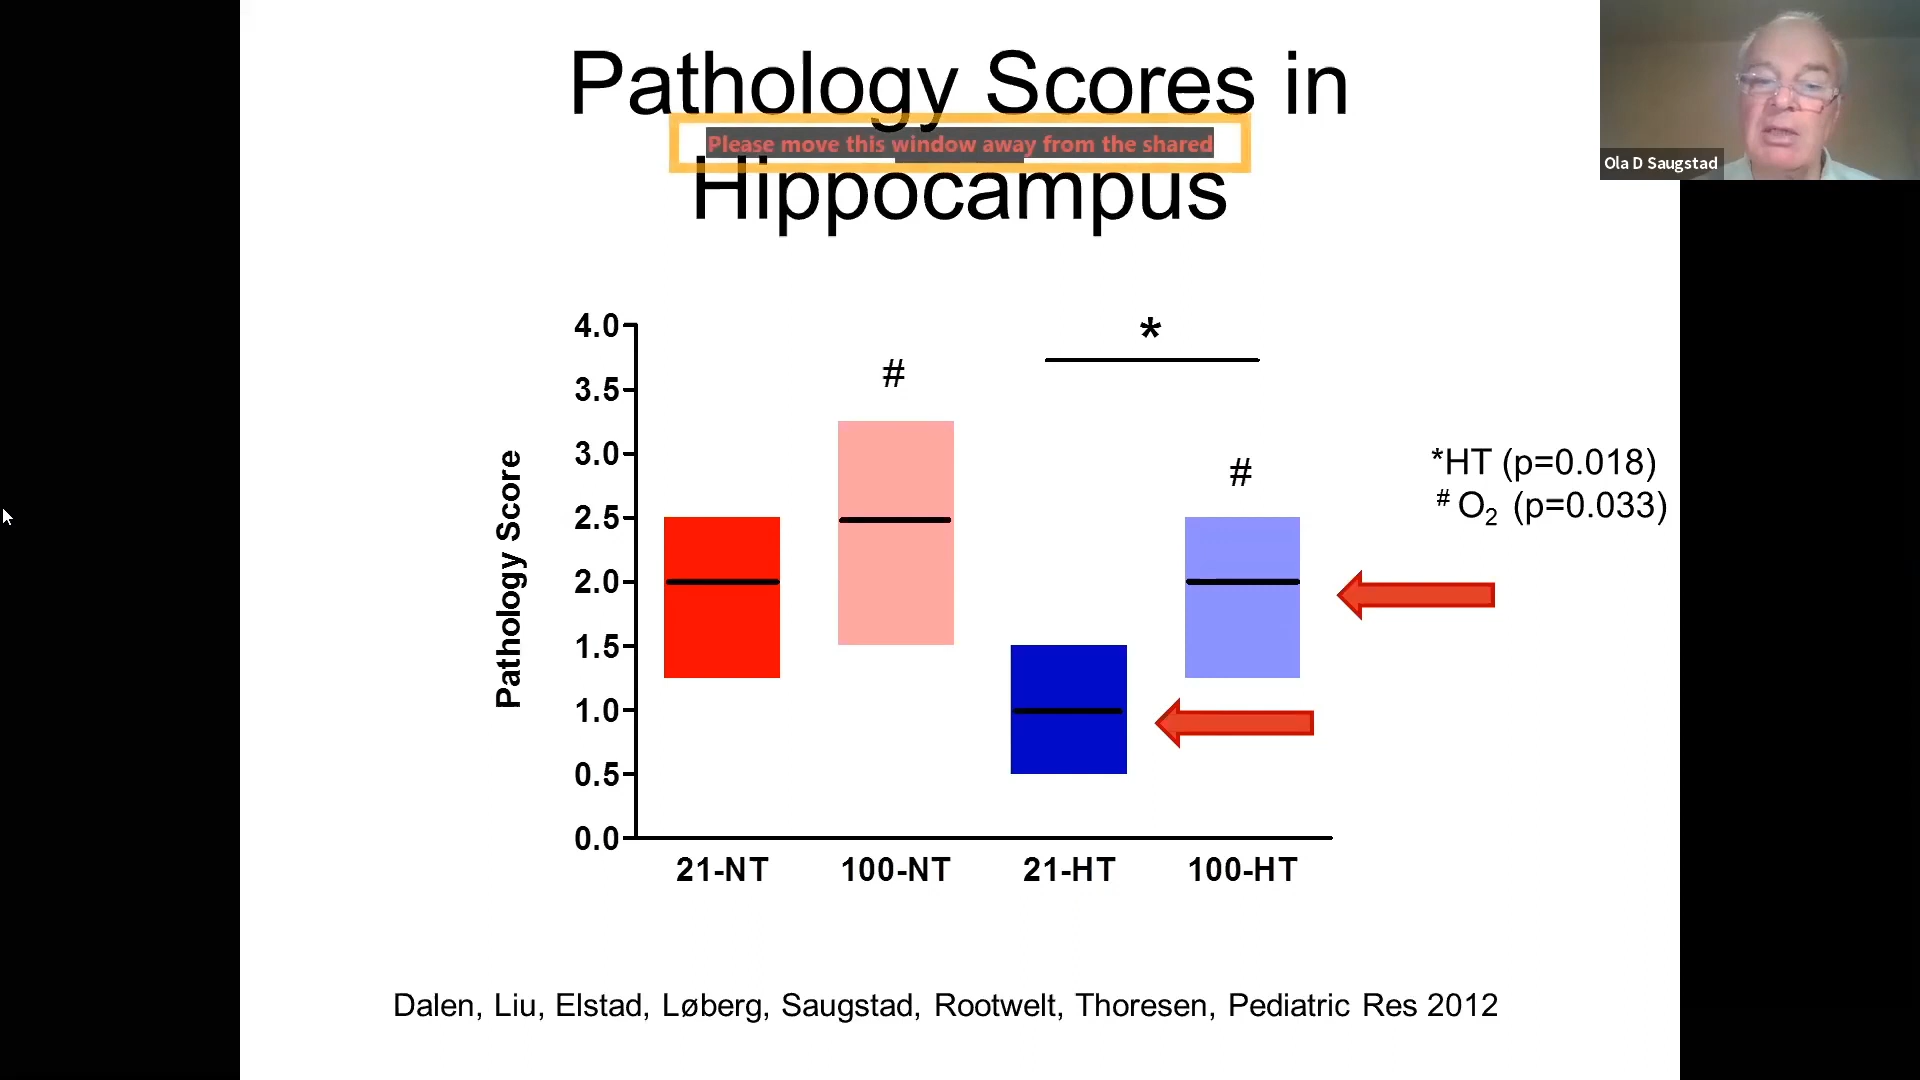 Pathology Scores in
Please move this window away from the shared
Hippocampus
Ola D Saugstad
4.0
3.5
3.0
2.5
2.0
1.5
1.0
0.5
0.0
Pathology Score
*
#
#
*HT (p=0.018)
# O₂ (p=0.033)
21-NT 100-NT 21-HT 100-HT
Dalen, Liu, Elstad, Løberg, Saugstad, Rootwelt, Thoresen, Pediatric Res 2012